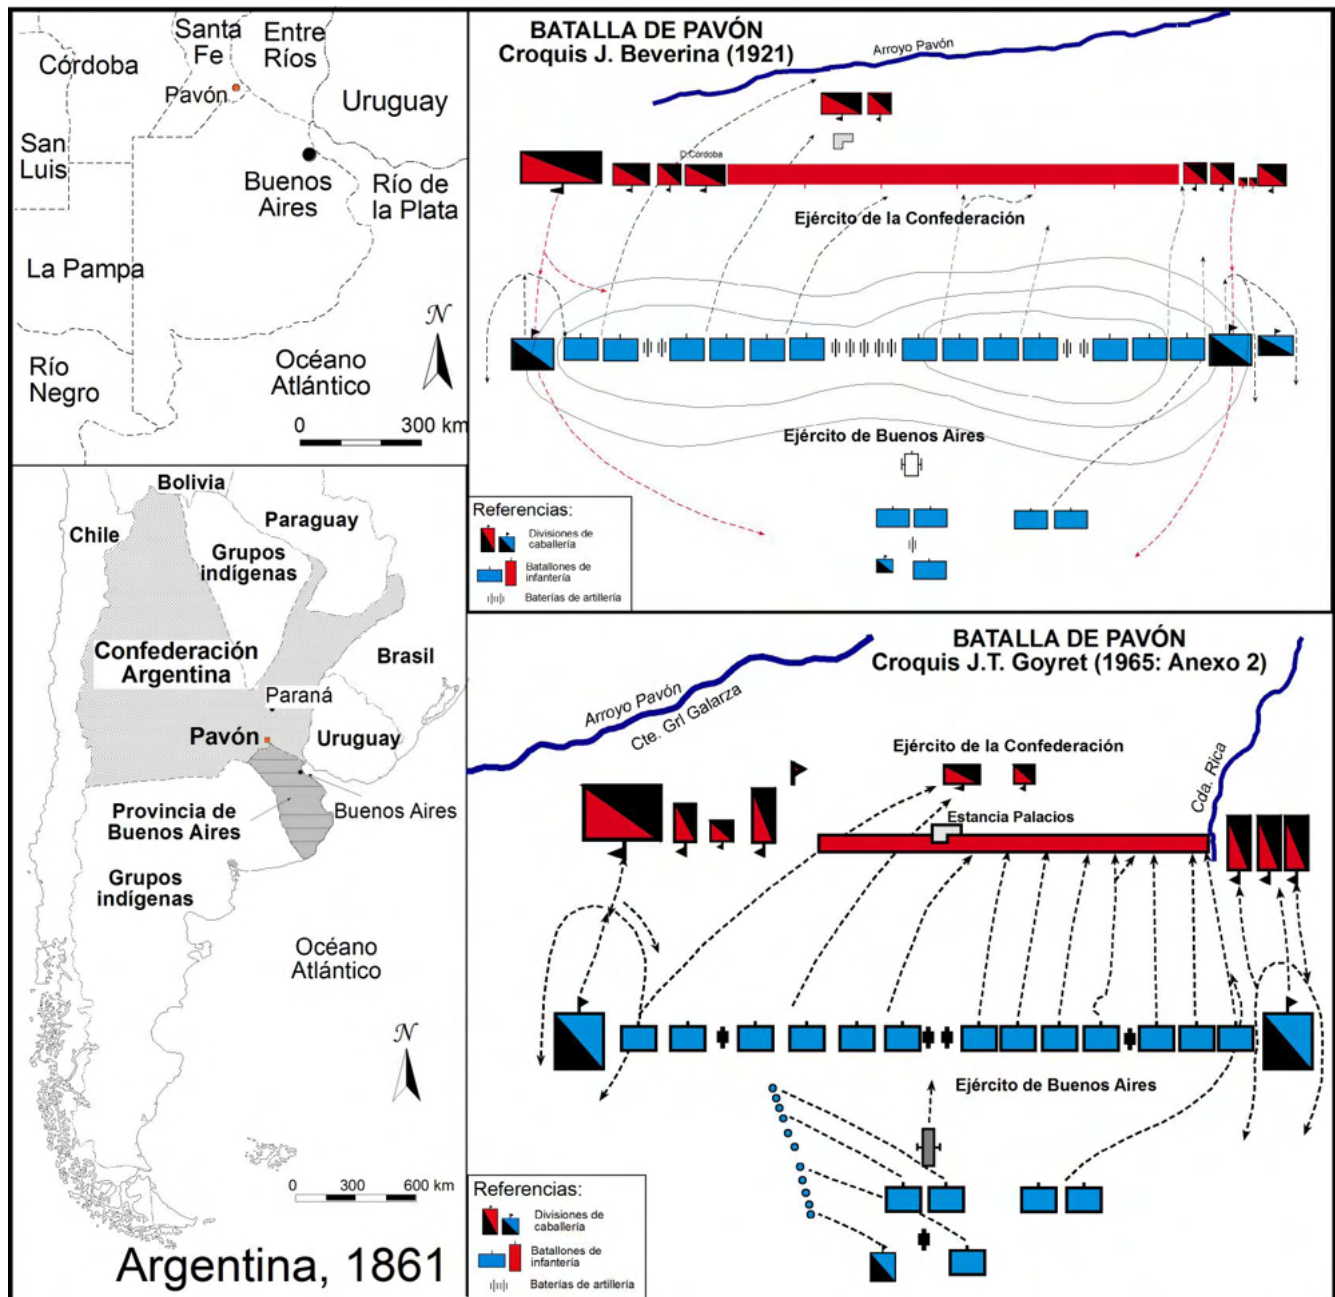 Santa
Fe
Entre
Ríos
Córdoba
Pavón
Uruguay
San
Luis
Buenos
Aires
Río de
la Plata
La Pampa
N
Océano
Atlántico
Río
Negro
0 300 km
Bolivia
Chile
Paraguay
Grupos
indígenas
Confederación
Argentina
Brasil
Paraná
Pavón
Uruguay
Provincia de
Buenos Aires
Buenos Aires
Grupos
indígenas
Océano
Atlántico
N
0 300 600 km
Argentina, 1861
BATALLA DE PAVÓN
Croquis J. Beverina (1921)
Arroyo Pavón
D.Córdoba
Ejército de la Confederación
Ejército de Buenos Aires
Referencias:
Divisiones de
caballería
Batallones de
infantería
Baterías de artillería
BATALLA DE PAVÓN
Croquis J.T. Goyret (1965: Anexo 2)
Arroyo Pavón
Cte. Grl Galarza
Ejército de la Confederación
Cda. Rica
Estancia Palacios
Ejército de Buenos Aires
Referencias:
Divisiones de
caballería
Batallones de
infantería
Baterías de artillería